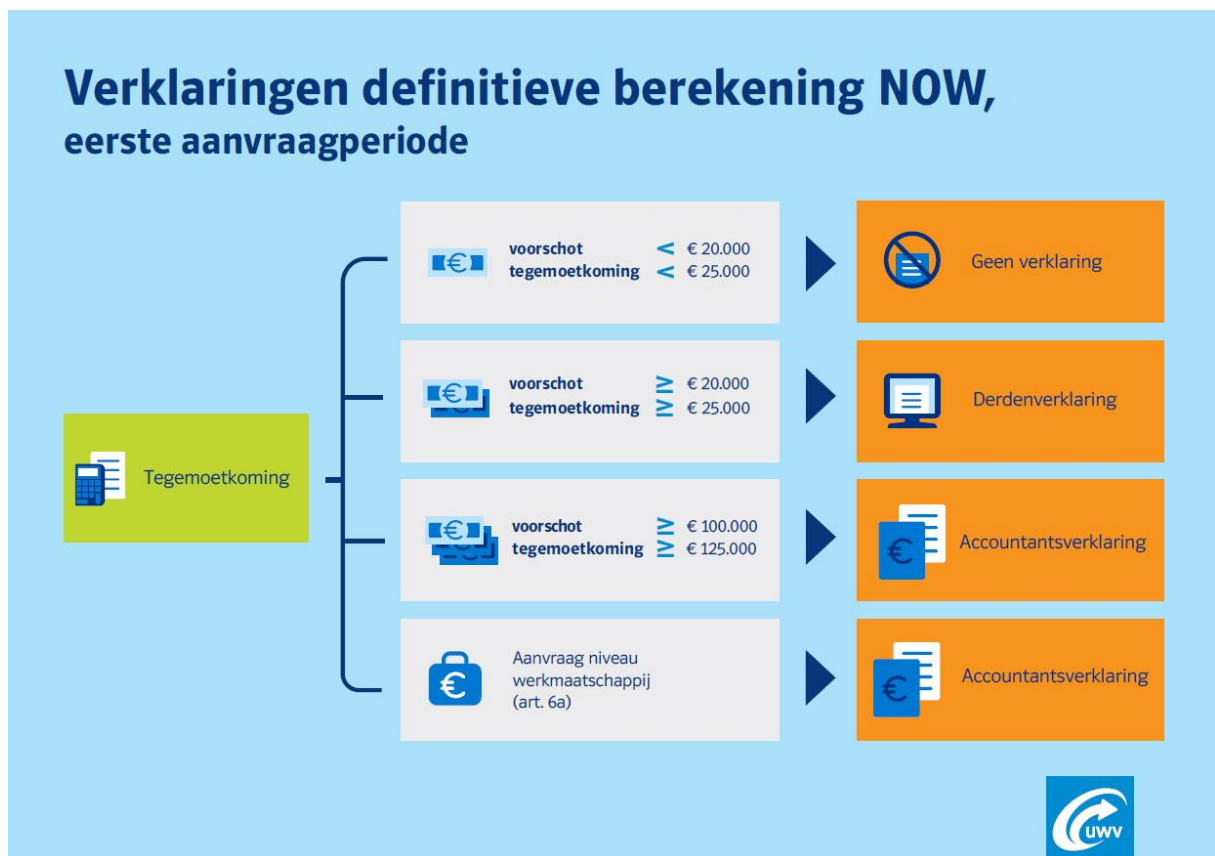 Verklaringen definitieve berekening NOW,
eerste aanvraagperiode
Tegemoetkoming
voorschot < € 20.000
tegemoetkoming < € 25.000
Geen verklaring
voorschot ≥ € 20.000
tegemoetkoming ≥ € 25.000
Derdenverklaring
voorschot ≥ € 100.000
tegemoetkoming ≥ € 125.000
Accountantsverklaring
Aanvraag niveau
werkmaatschappij
(art. 6a)
Accountantsverklaring
UWV